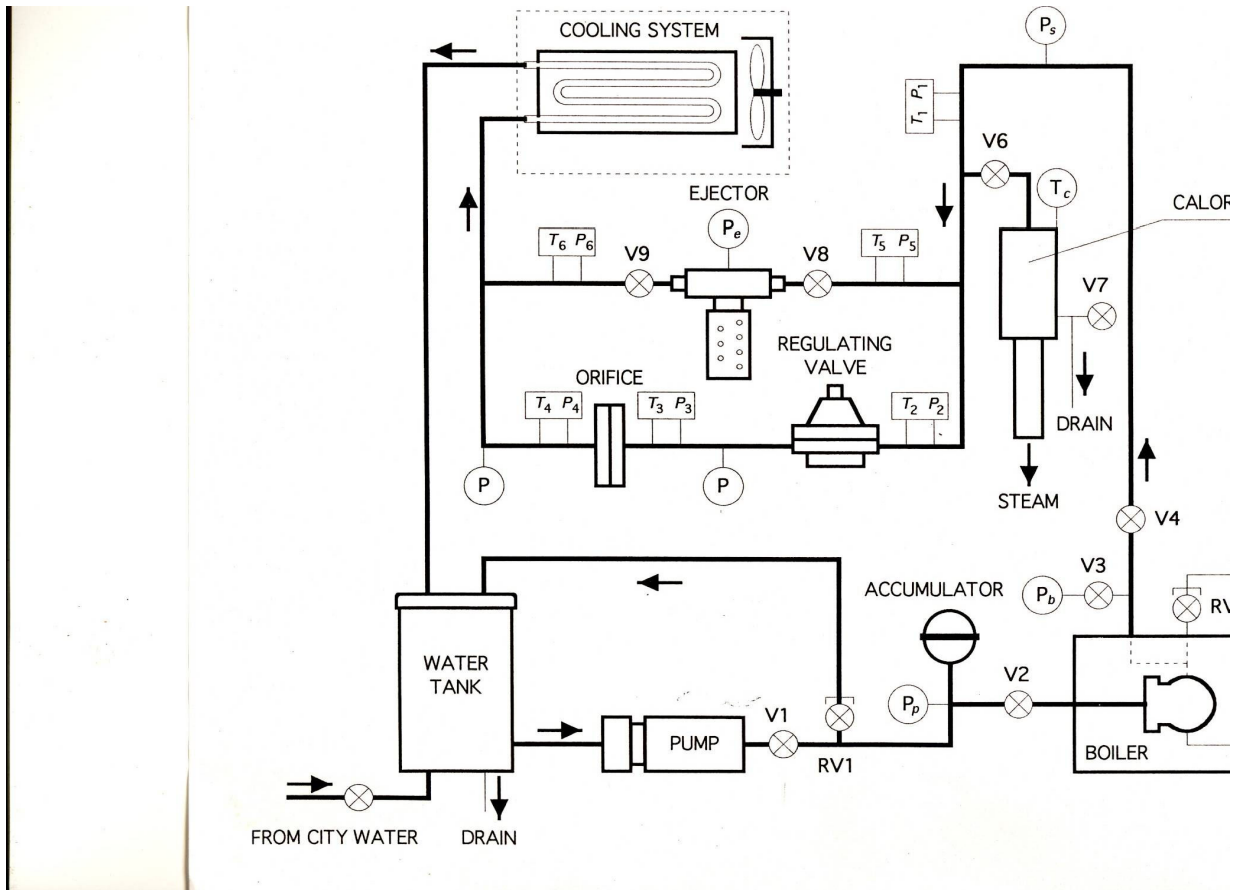 COOLING SYSTEM
Ps
T1 P1
V6
Tc
CALOR
EJECTOR
Pe
T6 P6
V9
V8
T5 P5
V7
REGULATING
VALVE
ORIFICE
T4 P4
T3 P3
T2 P2
DRAIN
P
P
STEAM
V4
V3
ACCUMULATOR
Pb
RV
WATER
TANK
V2
V1
Pp
PUMP
RV1
BOILER
FROM CITY WATER
DRAIN